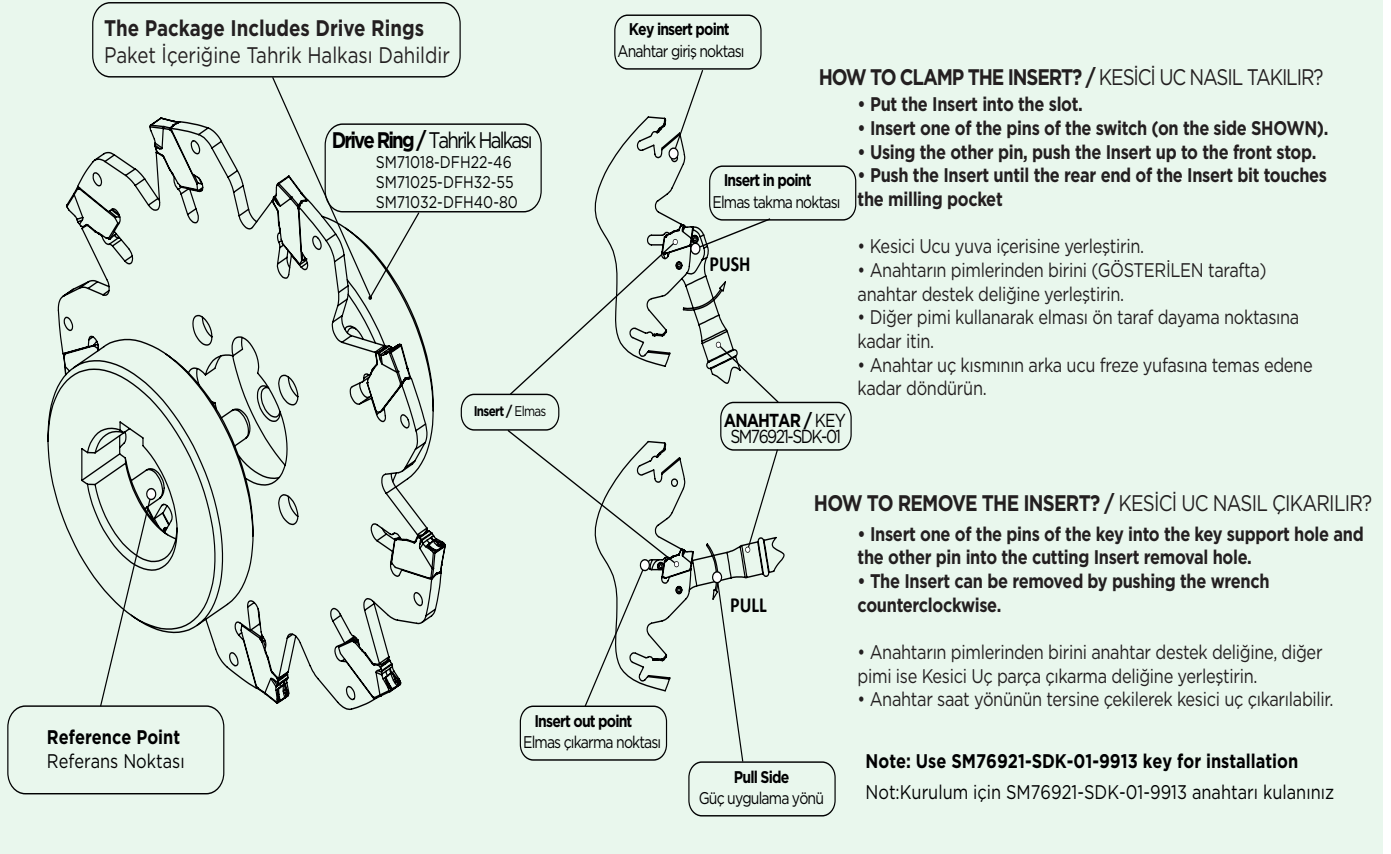 The Package Includes Drive Rings
Paket İçeriğine Tahrik Halkası Dahildir
Drive Ring / Tahrik Halkası
SM71018-DFH22-46
SM71025-DFH32-55
SM71032-DFH40-80
Key insert point
Anahtar giriş noktası
Insert in point
Elmas takma noktası
PUSH
Insert / Elmas
ANAHTAR / KEY
SM76921-SDK-01
PULL
Insert out point
Elmas çıkarma noktası
Pull Side
Güç uygulama yönü
Reference Point
Referans Noktası
HOW TO CLAMP THE INSERT? / KESİCİ UC NASIL TAKILIR?
• Put the Insert into the slot.
• Insert one of the pins of the switch (on the side SHOWN).
• Using the other pin, push the Insert up to the front stop.
• Push the Insert until the rear end of the Insert bit touches
the milling pocket
• Kesici Ucu yuva içerisine yerleştirin.
• Anahtarın pimlerinden birini (GÖSTERİLEN tarafta)
anahtar destek deliğine yerleştirin.
• Diğer pimi kullanarak elması ön taraf dayama noktasına
kadar itin.
• Anahtar uç kısmının arka ucu freze yufasına temas edene
kadar döndürün.
HOW TO REMOVE THE INSERT? / KESİCİ UC NASIL ÇIKARILIR?
• Insert one of the pins of the key into the key support hole and
the other pin into the cutting Insert removal hole.
• The Insert can be removed by pushing the wrench
counterclockwise.
• Anahtarın pimlerinden birini anahtar destek deliğine, diğer
pimi ise Kesici Uç parça çıkarma deliğine yerleştirin.
• Anahtar saat yönünün tersine çekilerek kesici uç çıkarılabilir.
Note: Use SM76921-SDK-01-9913 key for installation
Not:Kurulum için SM76921-SDK-01-9913 anahtarı kulanınız